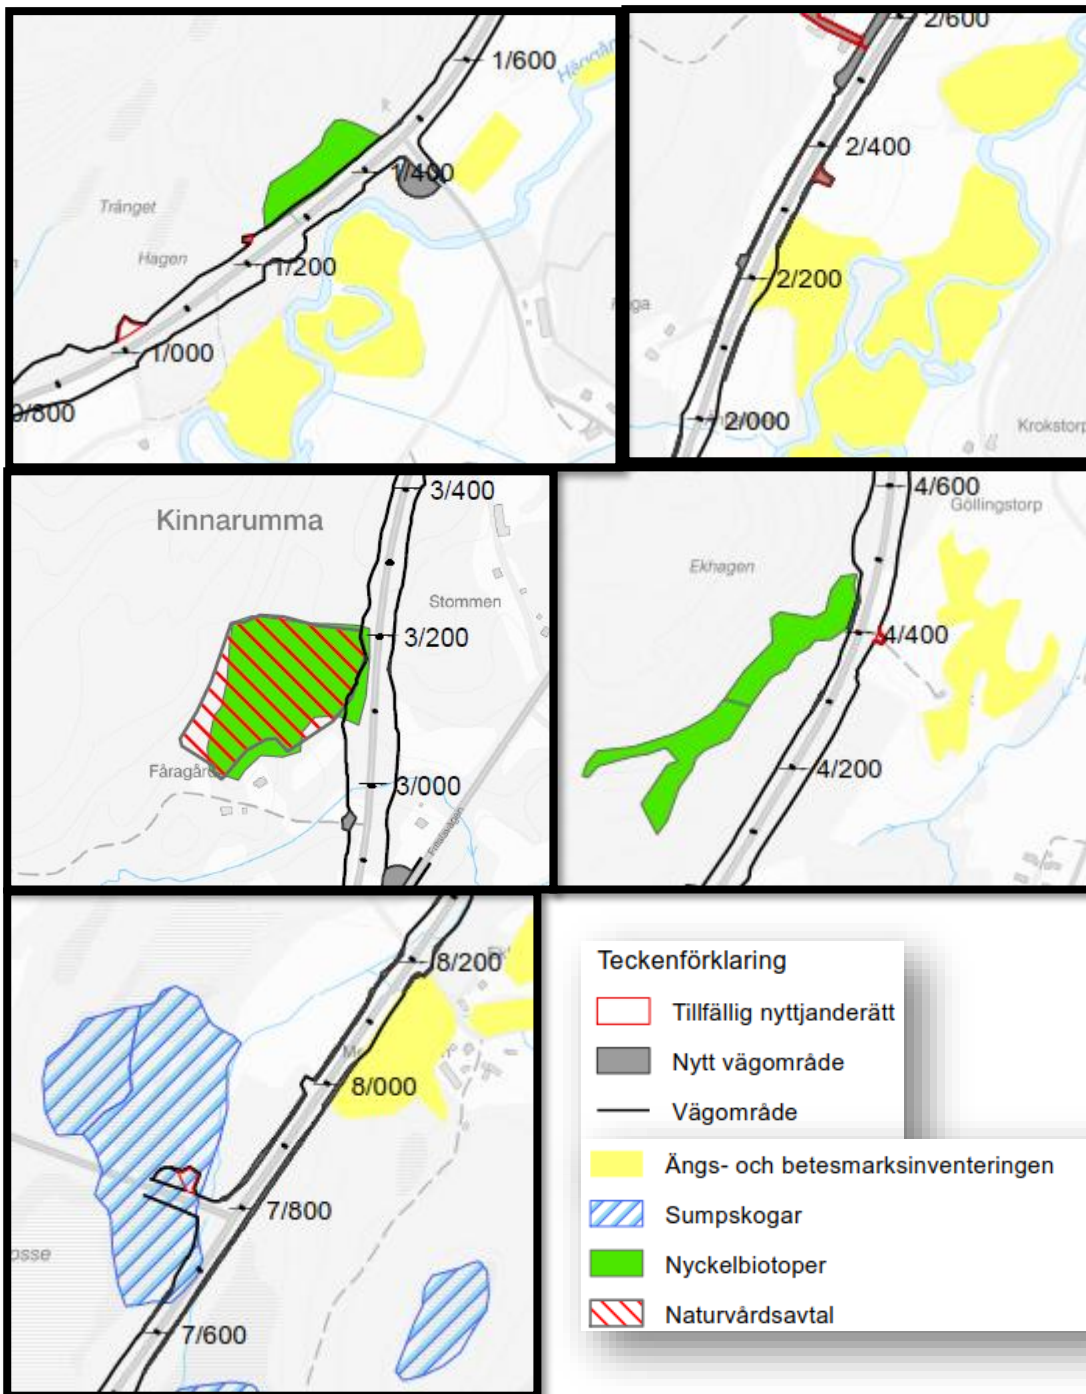 1/600
Häggån
1/400
Trånget
Hagen
1/200
1/000
0/800
2/600
2/400
2/200
2/000
Krokstorp
3/400
Kinnarumma
Stommen
3/200
3/000
Fritslavägen
4/600
Göllingstorp
Ekhagen
4/400
4/200
8/200
8/000
7/800
osse
7/600
Teckenförklaring
Tillfällig nyttjanderätt
Nytt vägområde
Vägområde
Ängs- och betesmarksinventeringen
Sumpskogar
Nyckelbiotoper
Naturvårdsavtal